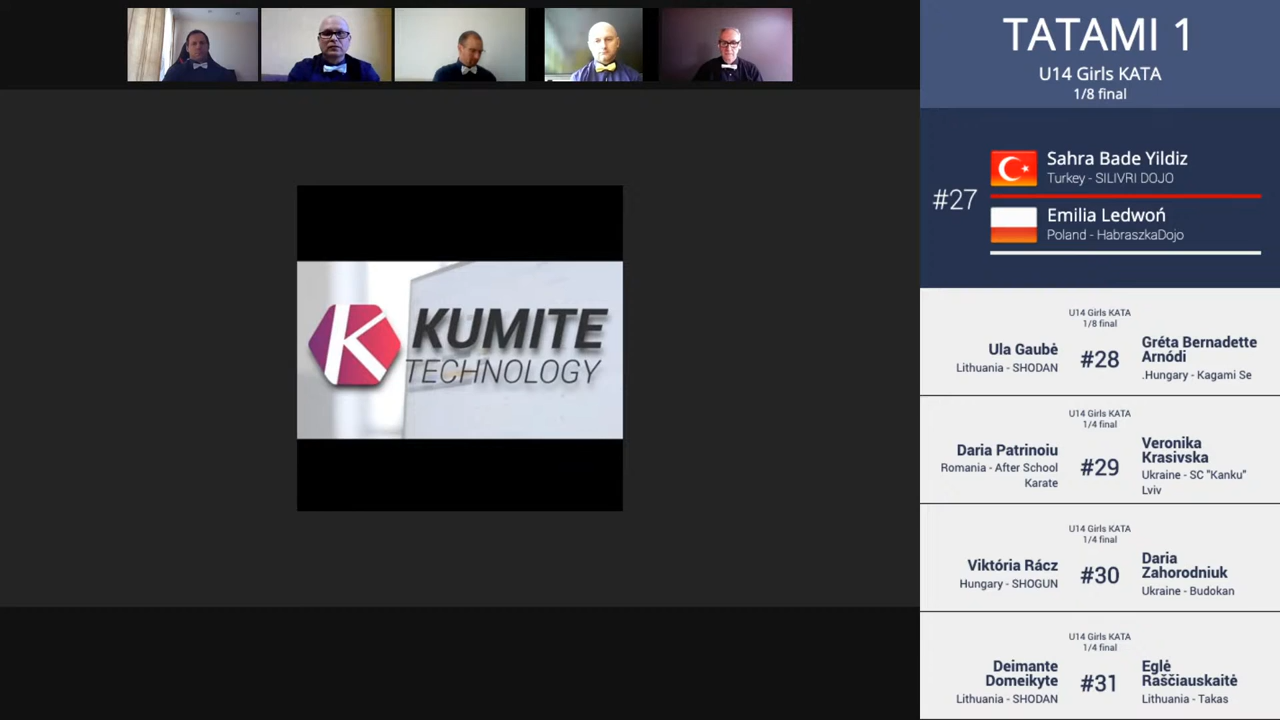 TATAMI 1
U14 Girls KATA
1/8 final
#27
Sahra Bade Yildiz
Turkey - SILIVRI DOJO
Emilia Ledwoń
Poland - HabraszkaDojo
KUMITE
TECHNOLOGY
U14 Girls KATA
1/8 final
Ula Gaubė
Lithuania - SHODAN
#28
Gréta Bernadette
Arnódi
.Hungary - Kagami Se
U14 Girls KATA
1/4 final
Daria Patrinoiu
Romania - After School
Karate
#29
Veronika
Krasivska
Ukraine - SC "Kanku"
Lviv
U14 Girls KATA
1/4 final
Viktória Rácz
Hungary - SHOGUN
#30
Daria
Zahorodniuk
Ukraine - Budokan
U14 Girls KATA
1/4 final
Deimante
Domeikyte
Lithuania - SHODAN
#31
Eglė
Raščiauskaitė
Lithuania - Takas